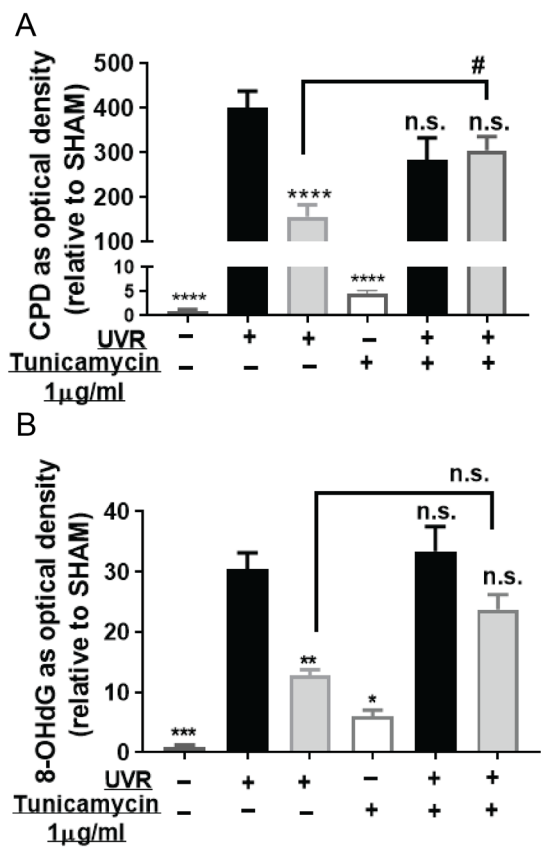 A
CPD as optical density
(relative to SHAM)
500
400
300
200
100
10
5
0
#
n.s. n.s.
****
****
****
UVR − + + − + +
Tunicamycin − − − + + +
1µg/ml
B
8-OHdG as optical density
(relative to SHAM)
40
30
20
10
0
n.s.
n.s.
n.s.
***
**
*
UVR − + + − + +
Tunicamycin − − − + + +
1µg/ml